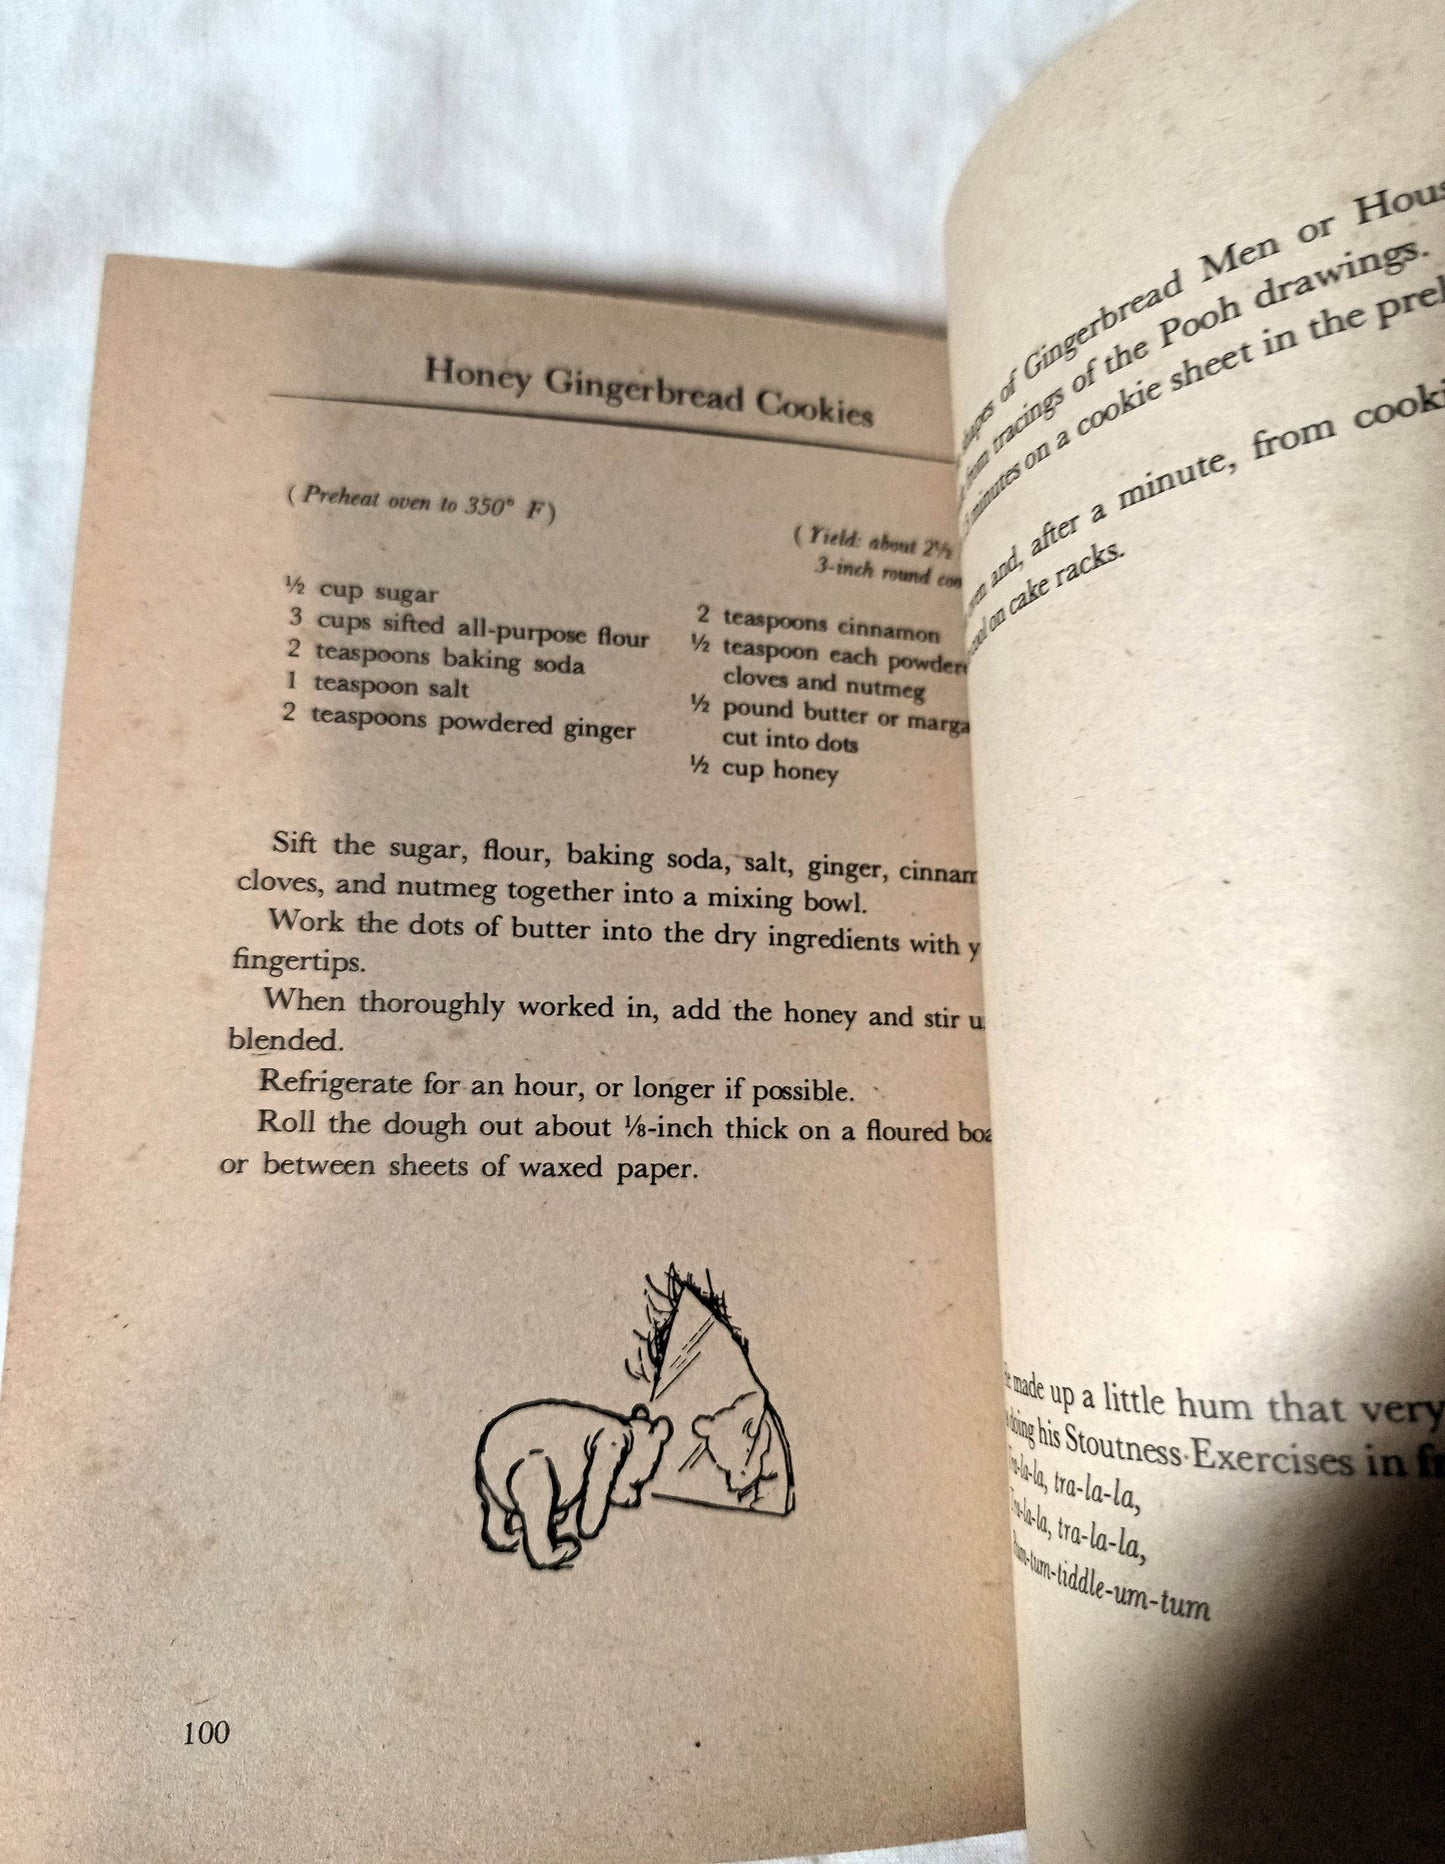 Honey Gingerbread Cookies
(Preheat oven to 350° F)
(Yield: about 2½
3-inch round
½ cup sugar
3 cups sifted all-purpose flour
2 teaspoons baking soda
1 teaspoon salt
2 teaspoons powdered ginger
2 teaspoons cinnamon
½ teaspoon each
cloves and nutmeg
½ pound butter or
cut into dots
½ cup honey
Sift the sugar, flour, baking soda, salt, ginger,
cloves, and nutmeg together into a mixing bowl.
Work the dots of butter into the dry ingredients with
fingertips.
When thoroughly worked in, add the honey and stir
blended.
Refrigerate for an hour, or longer if possible.
Roll the dough out about ⅛-inch thick on a floured
or between sheets of waxed paper.
100
of Gingerbread Men or
from tracings of the Pooh drawings.
minutes on a cookie sheet in the
and, after a minute, from
on cake racks.
made up a little hum that very
doing his Stoutness Exercises in
tra-la-la,
tra-la-la,
tum-tiddle-um-tum